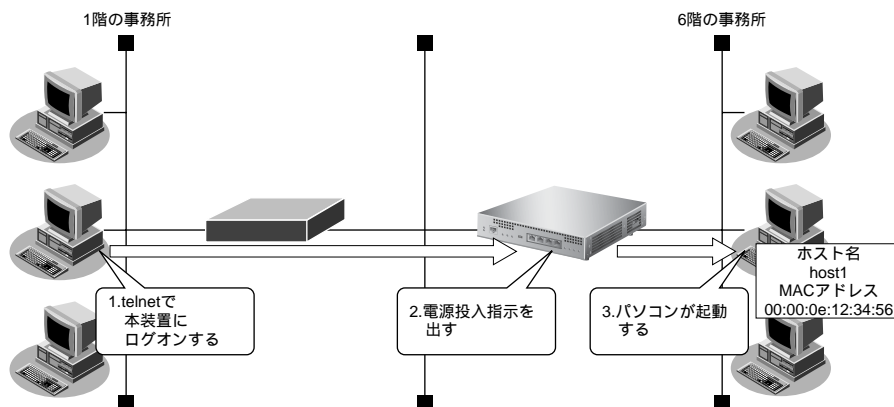 1階の事務所
6階の事務所
1.telnetで
本装置に
ログオンする
2.電源投入指示を
出す
3.パソコンが起動
する
ホスト名
host1
MACアドレス
00:00:0e:12:34:56